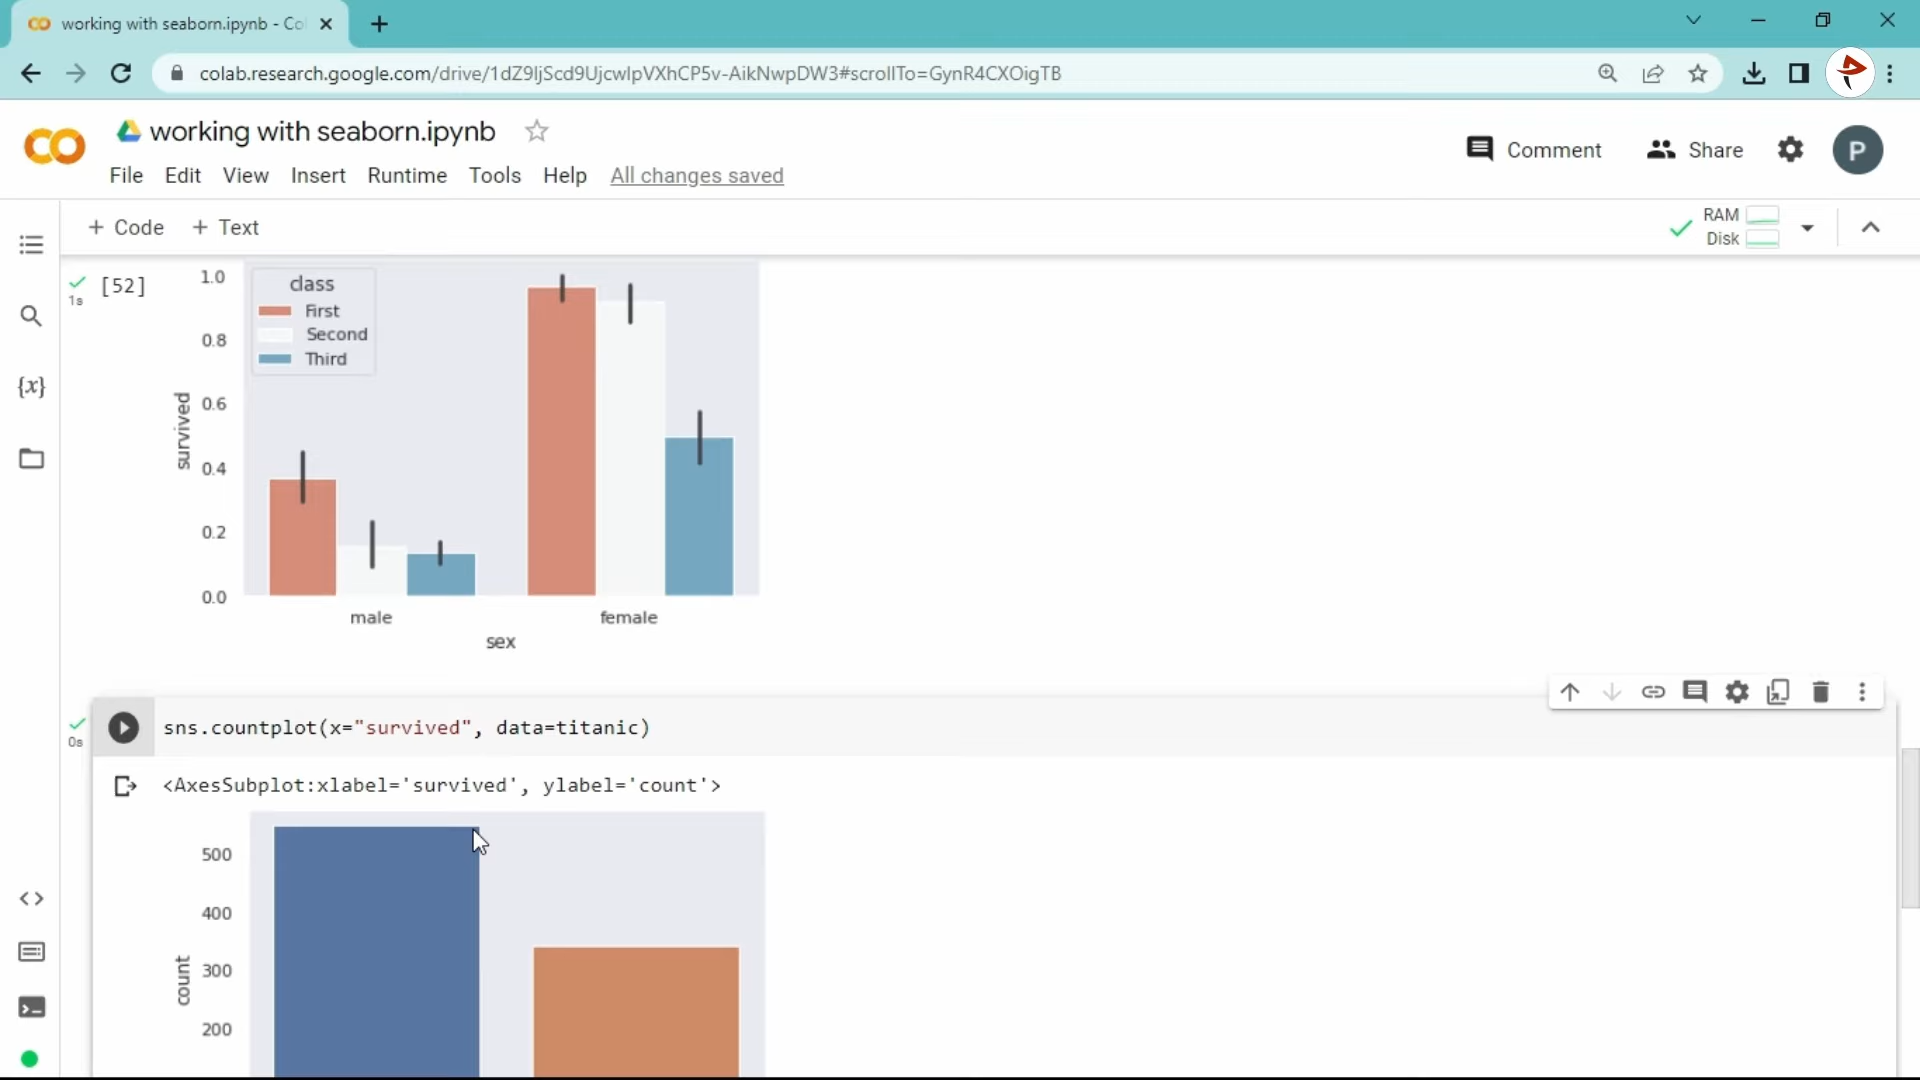 working with seaborn.ipynb - Co
colab.research.google.com/drive/1dZ9ljScd9UjcwlpVXhCP5v-AikNwpDW3#scrollTo=GynR4CXOigTB
working with seaborn.ipynb
Comment
Share
P
File Edit View Insert Runtime Tools Help All changes saved
+ Code + Text
RAM
Disk
{x}
[52]
1s
class
First
Second
Third
1.0
0.8
0.6
0.4
0.2
0.0
survived
male female
sex
0s
sns.countplot(x="survived", data=titanic)
<AxesSubplot:xlabel='survived', ylabel='count'>
500
400
300
200
count